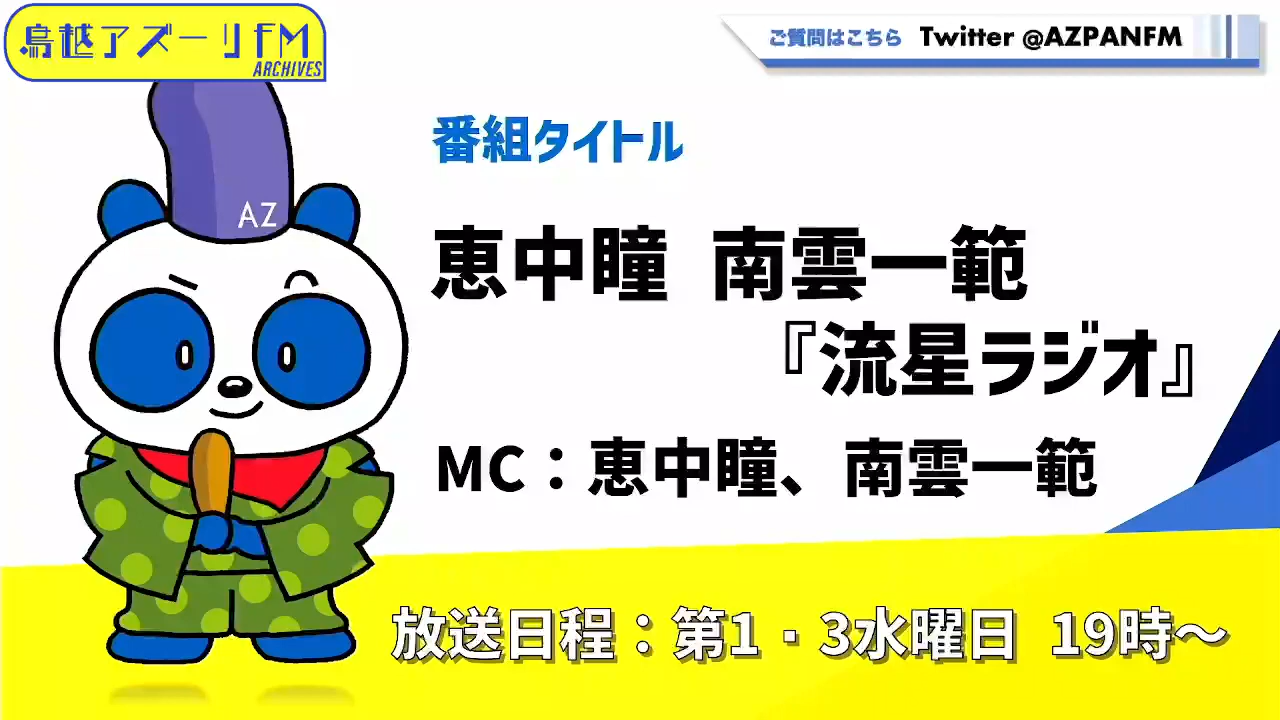 鳥越アズーリFM
ARCHIVES
ご質問はこちら Twitter @AZPANFM
AZ
番組タイトル
恵中瞳 南雲一範
『流星ラジオ』
MC：恵中瞳、南雲一範
放送日程：第1・3水曜日 19時～